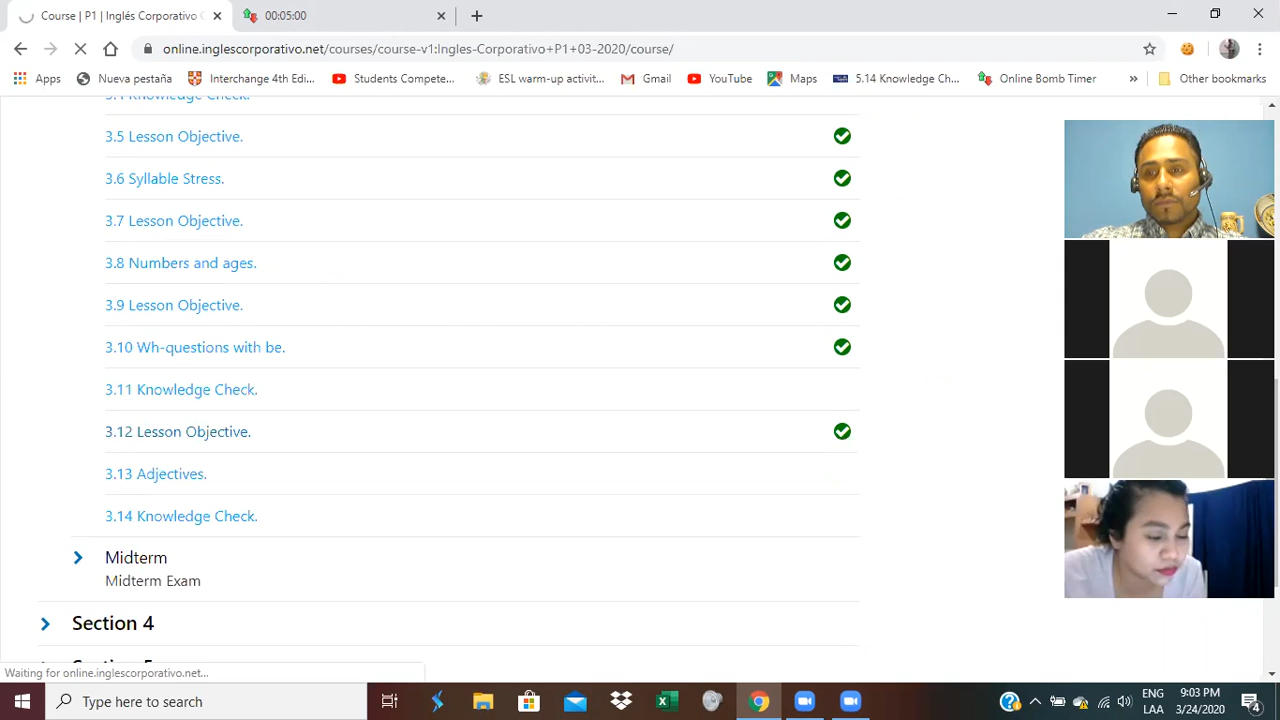 Course | P1 | Inglés Corporativo
00:05:00
online.inglescorporativo.net/courses/course-v1:Ingles-Corporativo+P1+03-2020/course/
Apps
Nueva pestaña
Interchange 4th Edi...
Students Compete...
ESL warm-up activit...
Gmail
YouTube
Maps
5.14 Knowledge Ch...
Online Bomb Timer
»
Other bookmarks
3.4 Knowledge Check.
3.5 Lesson Objective.
3.6 Syllable Stress.
3.7 Lesson Objective.
3.8 Numbers and ages.
3.9 Lesson Objective.
3.10 Wh-questions with be.
3.11 Knowledge Check.
3.12 Lesson Objective.
3.13 Adjectives.
3.14 Knowledge Check.
Midterm
Midterm Exam
Section 4
Waiting for online.inglescorporativo.net...
Type here to search
ENG
LAA
9:03 PM
3/24/2020
4